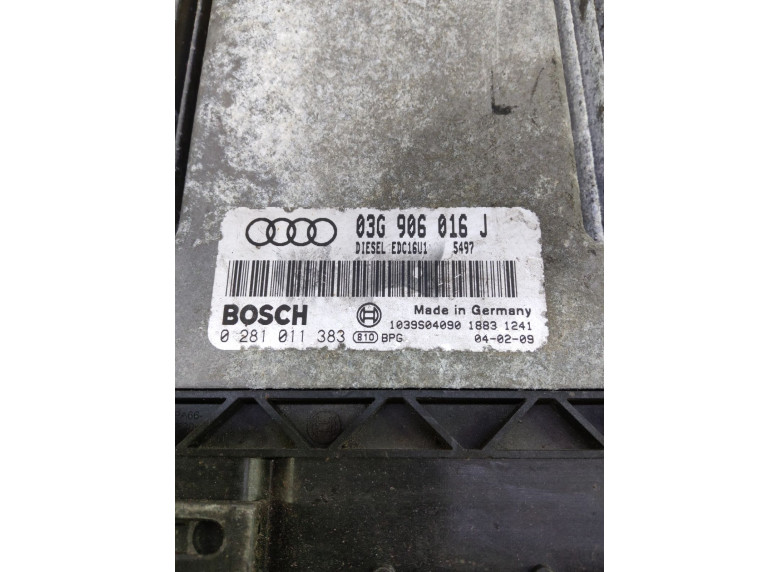 03G 906 016 J
DIESEL EDC16U1 5497
BOSCH Made in Germany
1039S04090 1883 1241
0 281 011 383 810 BPG 04-02-09